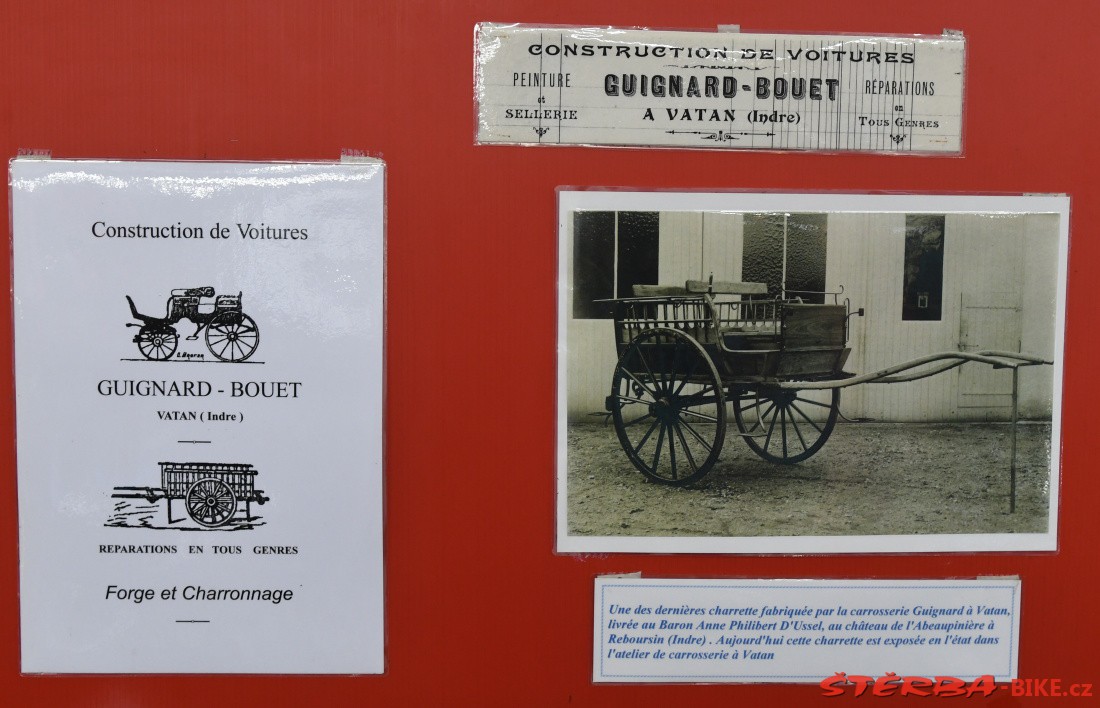 CONSTRUCTION DE VOITURES
PEINTURE
et
SELLERIE
GUIGNARD-BOUET
A VATAN (Indre)
RÉPARATIONS
en
TOUS GENRES
Construction de Voitures
GUIGNARD - BOUET
VATAN ( Indre )
REPARATIONS EN TOUS GENRES
Forge et Charronnage
Une des dernières charrette fabriquée par la carrosserie Guignard à Vatan,
livrée au Baron Anne Philibert D'Ussel, au château de l'Abeaupinière à
Reboursin (Indre) . Aujourd'hui cette charrette est exposée en l'état dans
l'atelier de carrosserie à Vatan
ŠTĚRBA-BIKE.cz